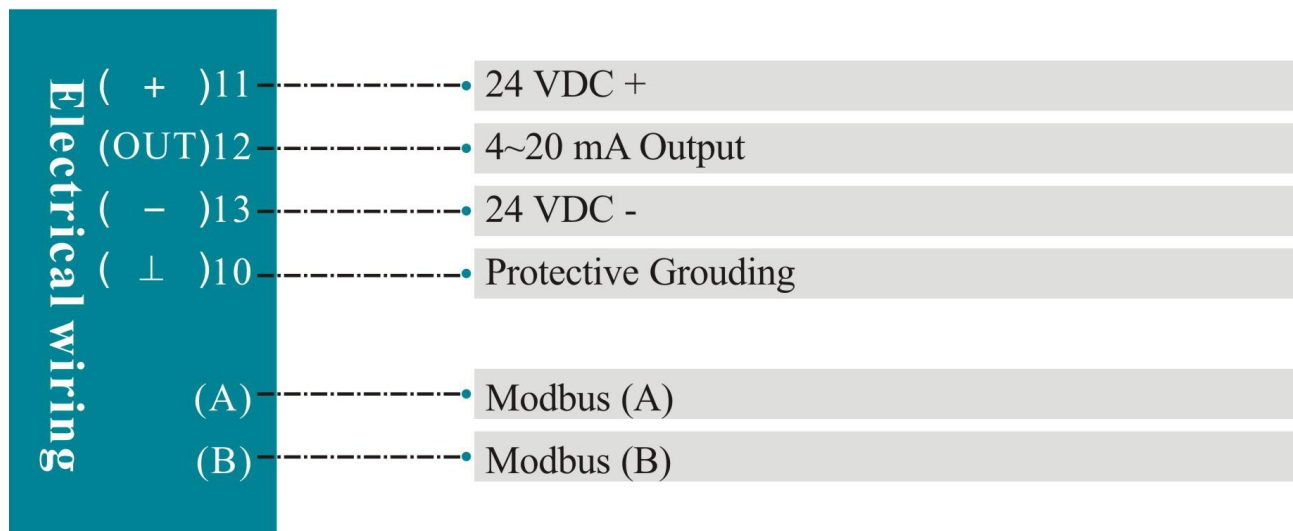 Electrical wiring
( + )11 24 VDC +
(OUT)12 4~20 mA Output
( − )13 24 VDC -
( ⊥ )10 Protective Grouding
(A) Modbus (A)
(B) Modbus (B)